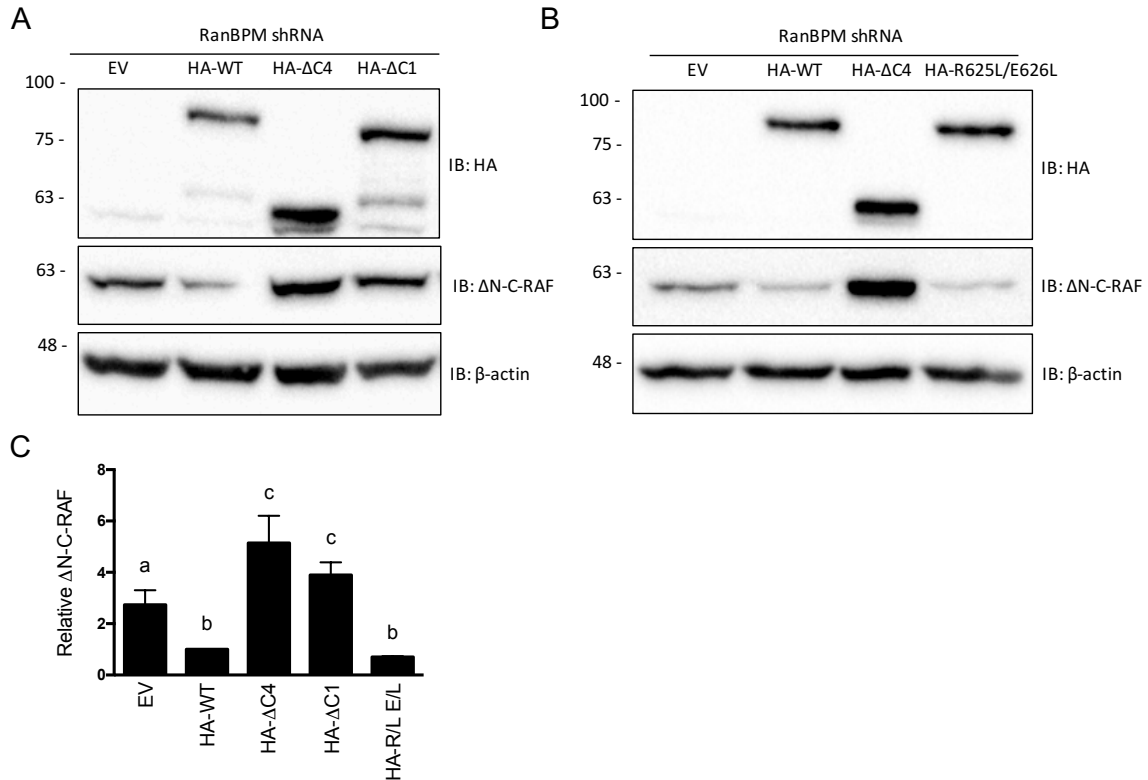 A
RanBPM shRNA
EV HA-WT HA-ΔC4 HA-ΔC1
100 -
75 -
63 -
IB: HA
63 -
IB: ΔN-C-RAF
48 -
IB: β-actin
B
RanBPM shRNA
EV HA-WT HA-ΔC4 HA-R625L/E626L
100 -
75 -
63 -
IB: HA
63 -
IB: ΔN-C-RAF
48 -
IB: β-actin
C
Relative ΔN-C-RAF
8
6
4
2
0
a
b
c
c
b
EV
HA-WT
HA-ΔC4
HA-ΔC1
HA-R/L E/L